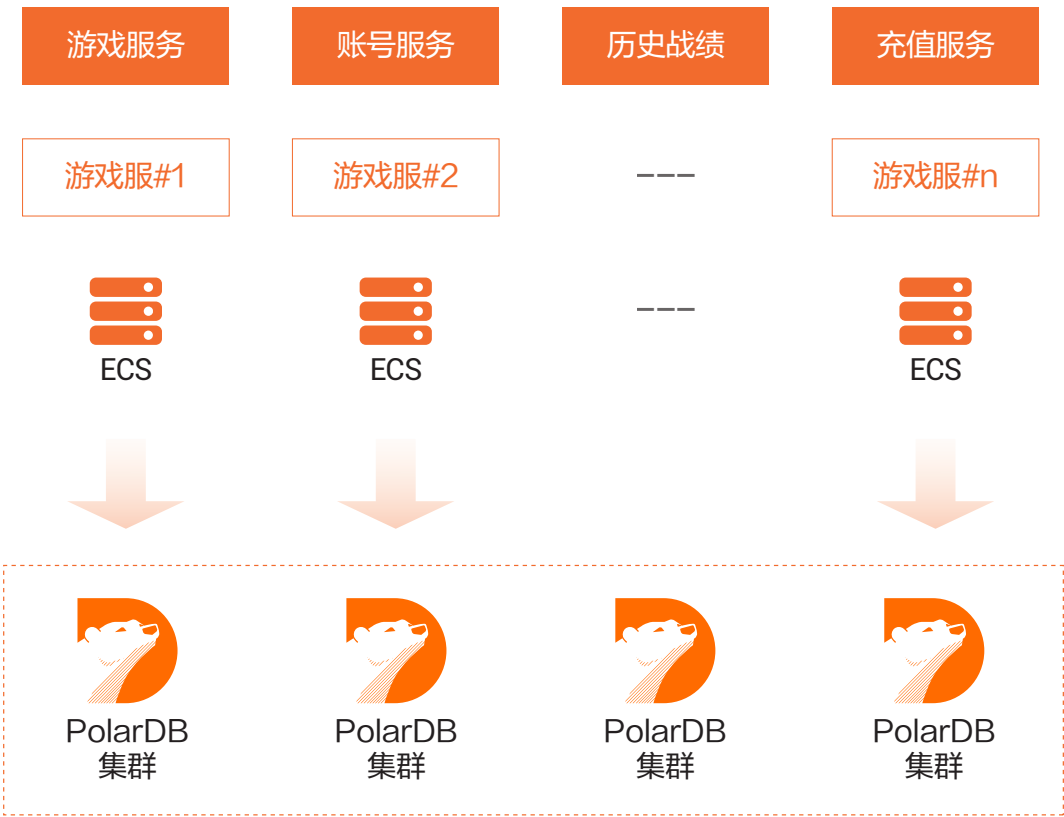 游戏服务
账号服务
历史战绩
充值服务
游戏服#1
游戏服#2
---
游戏服#n
---
ECS
ECS
ECS
PolarDB
集群
PolarDB
集群
PolarDB
集群
PolarDB
集群